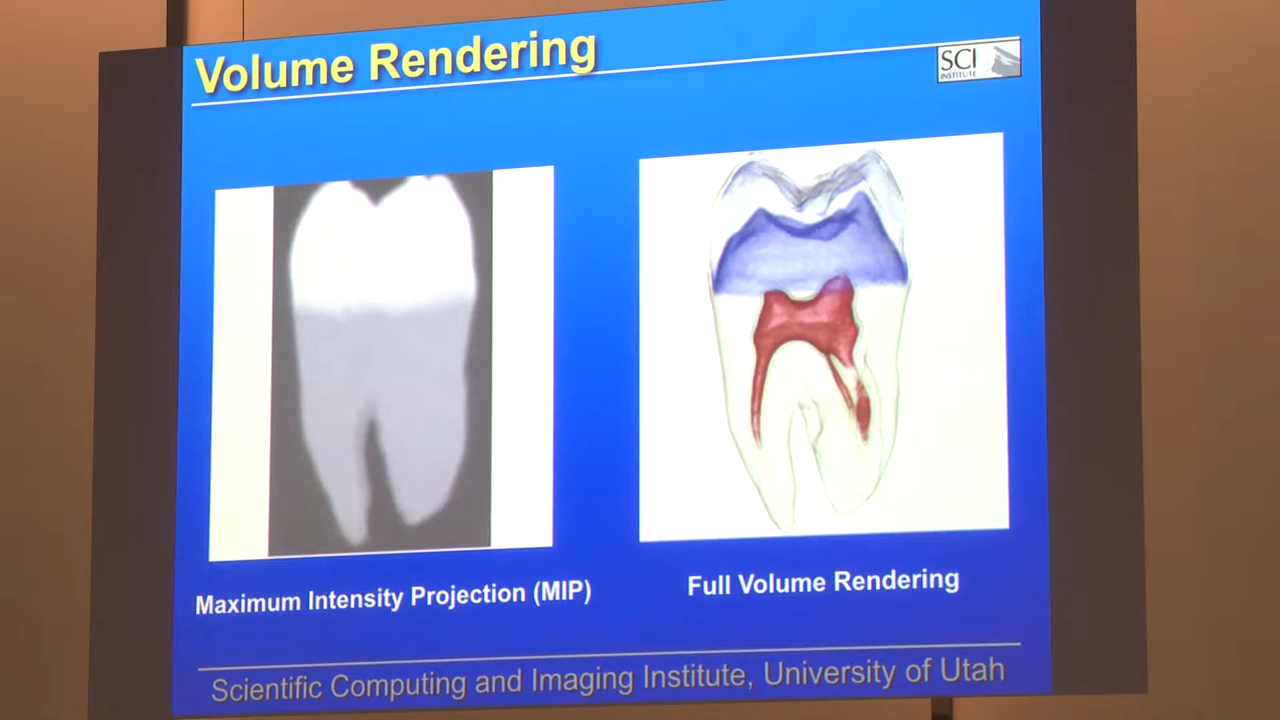 Volume Rendering
SCI
INSTITUTE
Maximum Intensity Projection (MIP)
Full Volume Rendering
Scientific Computing and Imaging Institute, University of Utah